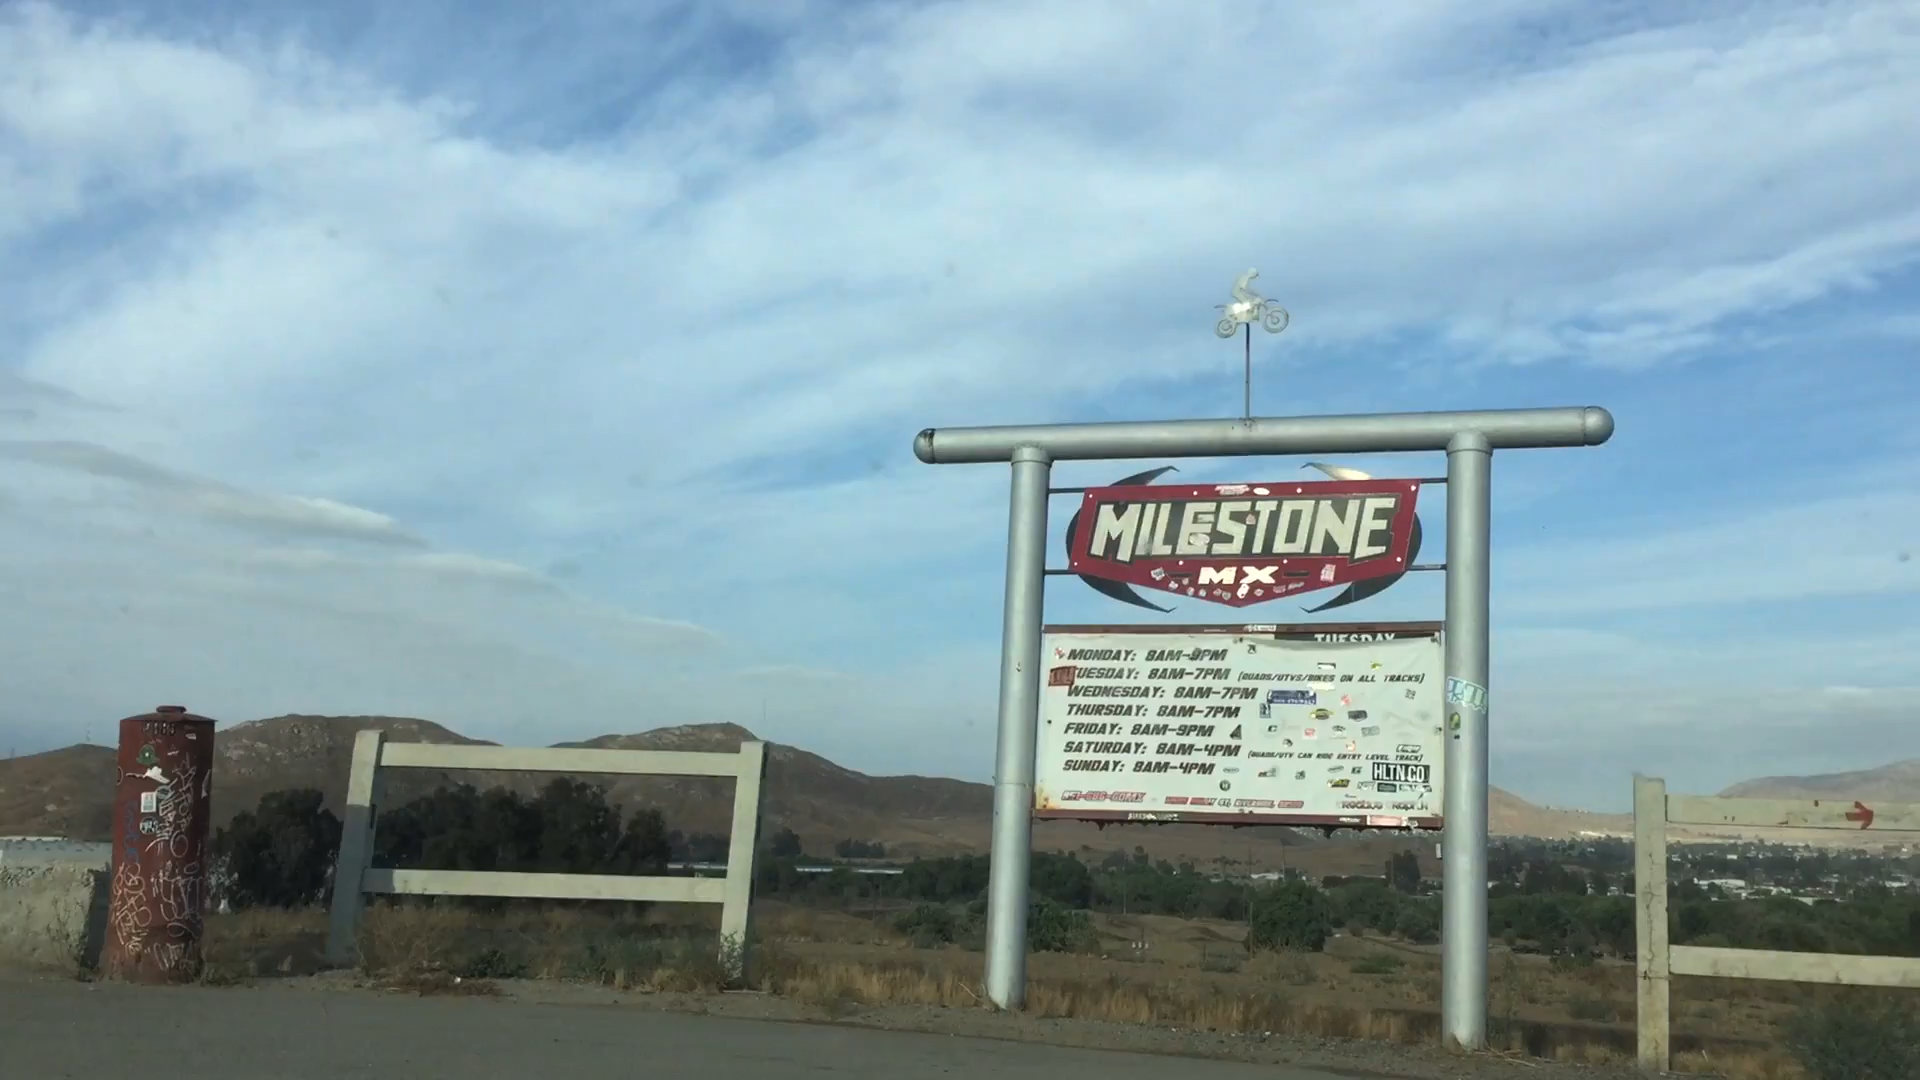 MILESTONE
MX
TUESDAY
MONDAY: 8AM-9PM
TUESDAY: 8AM-7PM (QUADS/UTVS/BIKES ON ALL TRACKS)
WEDNESDAY: 8AM-7PM
THURSDAY: 8AM-7PM
FRIDAY: 8AM-9PM
SATURDAY: 8AM-4PM (QUADS/UTV CAN RIDE ENTRY LEVEL TRACK)
SUNDAY: 8AM-4PM
HLTN.CO